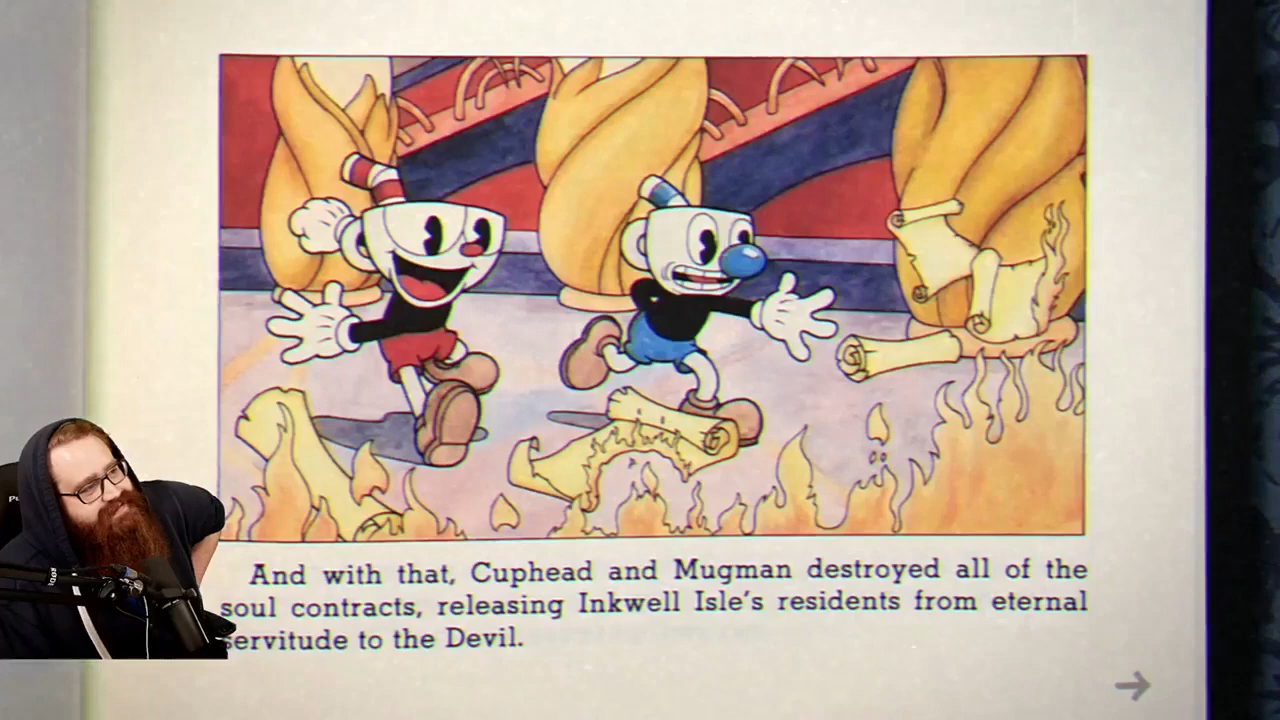 And with that, Cuphead and Mugman destroyed all of the
soul contracts, releasing Inkwell Isle's residents from eternal
servitude to the Devil.